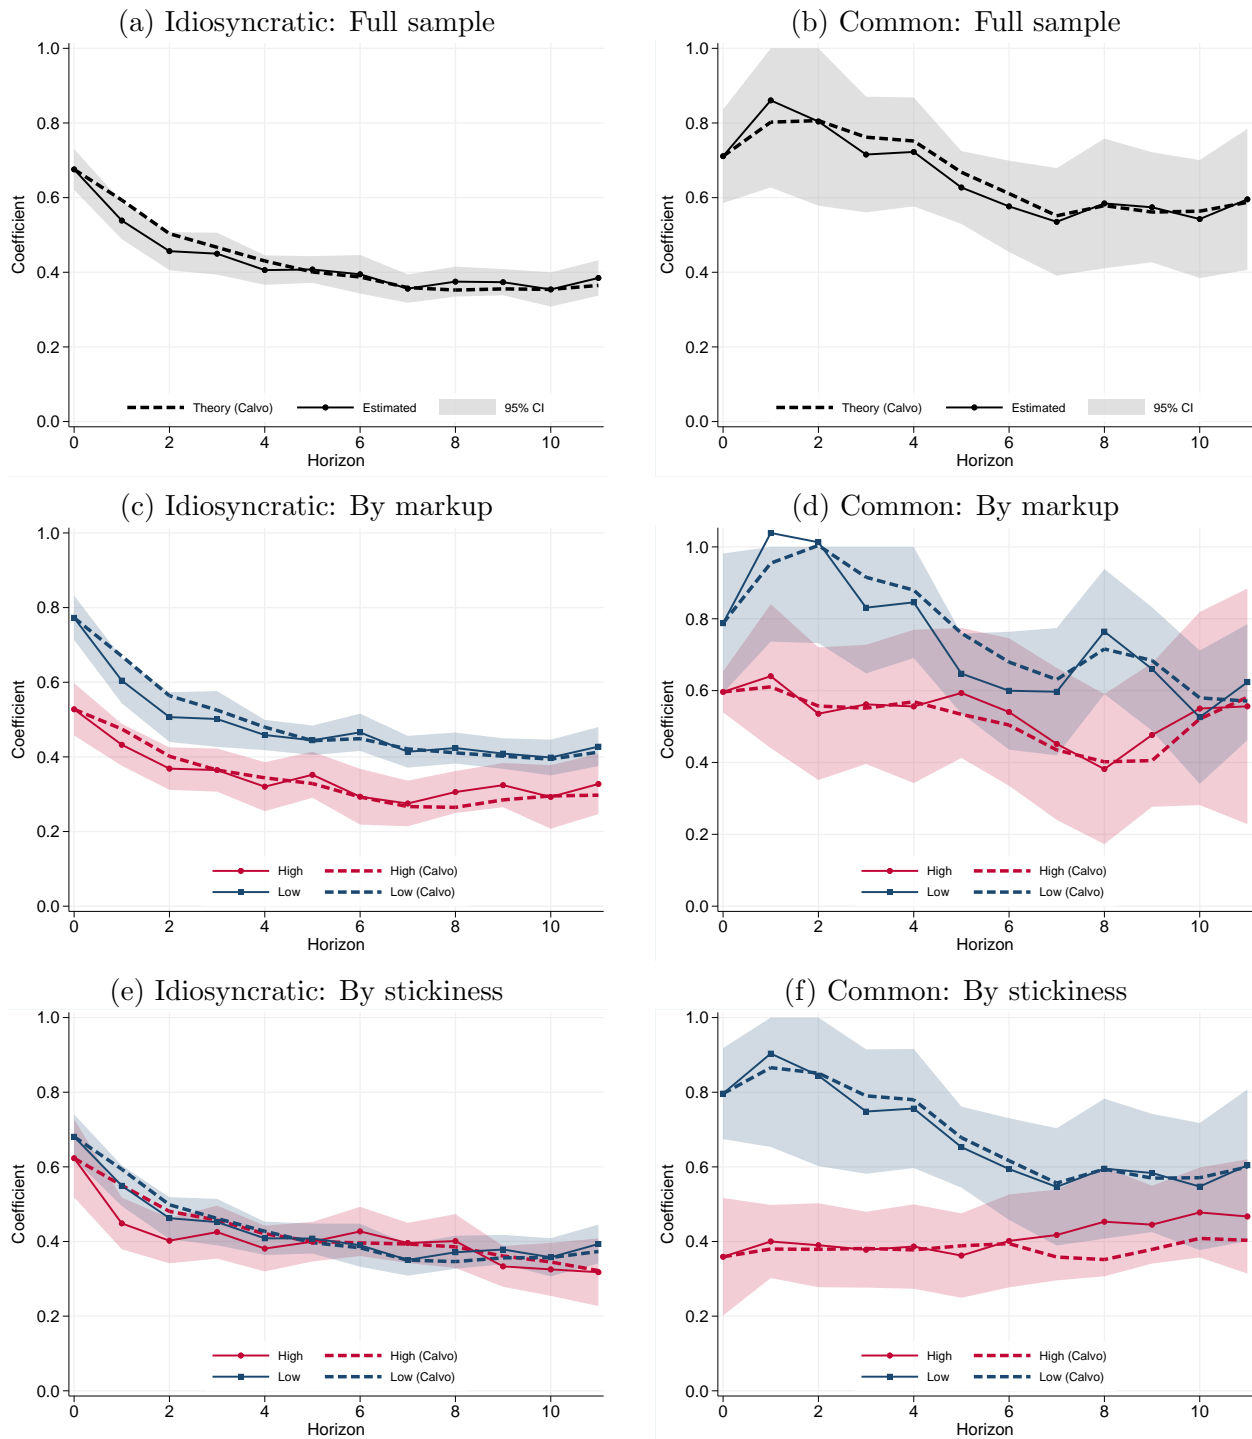 (a) Idiosyncratic: Full sample
1.0
0.8
0.6
0.4
0.2
0.0
Coefficient
Theory (Calvo) Estimated 95% CI
0 2 4 6 8 10
Horizon
(b) Common: Full sample
1.0
0.8
0.6
0.4
0.2
0.0
Coefficient
Theory (Calvo) Estimated 95% CI
0 2 4 6 8 10
Horizon
(c) Idiosyncratic: By markup
1.0
0.8
0.6
0.4
0.2
0.0
Coefficient
High High (Calvo)
Low Low (Calvo)
0 2 4 6 8 10
Horizon
(d) Common: By markup
1.0
0.8
0.6
0.4
0.2
0.0
Coefficient
High High (Calvo)
Low Low (Calvo)
0 2 4 6 8 10
Horizon
(e) Idiosyncratic: By stickiness
1.0
0.8
0.6
0.4
0.2
0.0
Coefficient
High High (Calvo)
Low Low (Calvo)
0 2 4 6 8 10
Horizon
(f) Common: By stickiness
1.0
0.8
0.6
0.4
0.2
0.0
Coefficient
High High (Calvo)
Low Low (Calvo)
0 2 4 6 8 10
Horizon